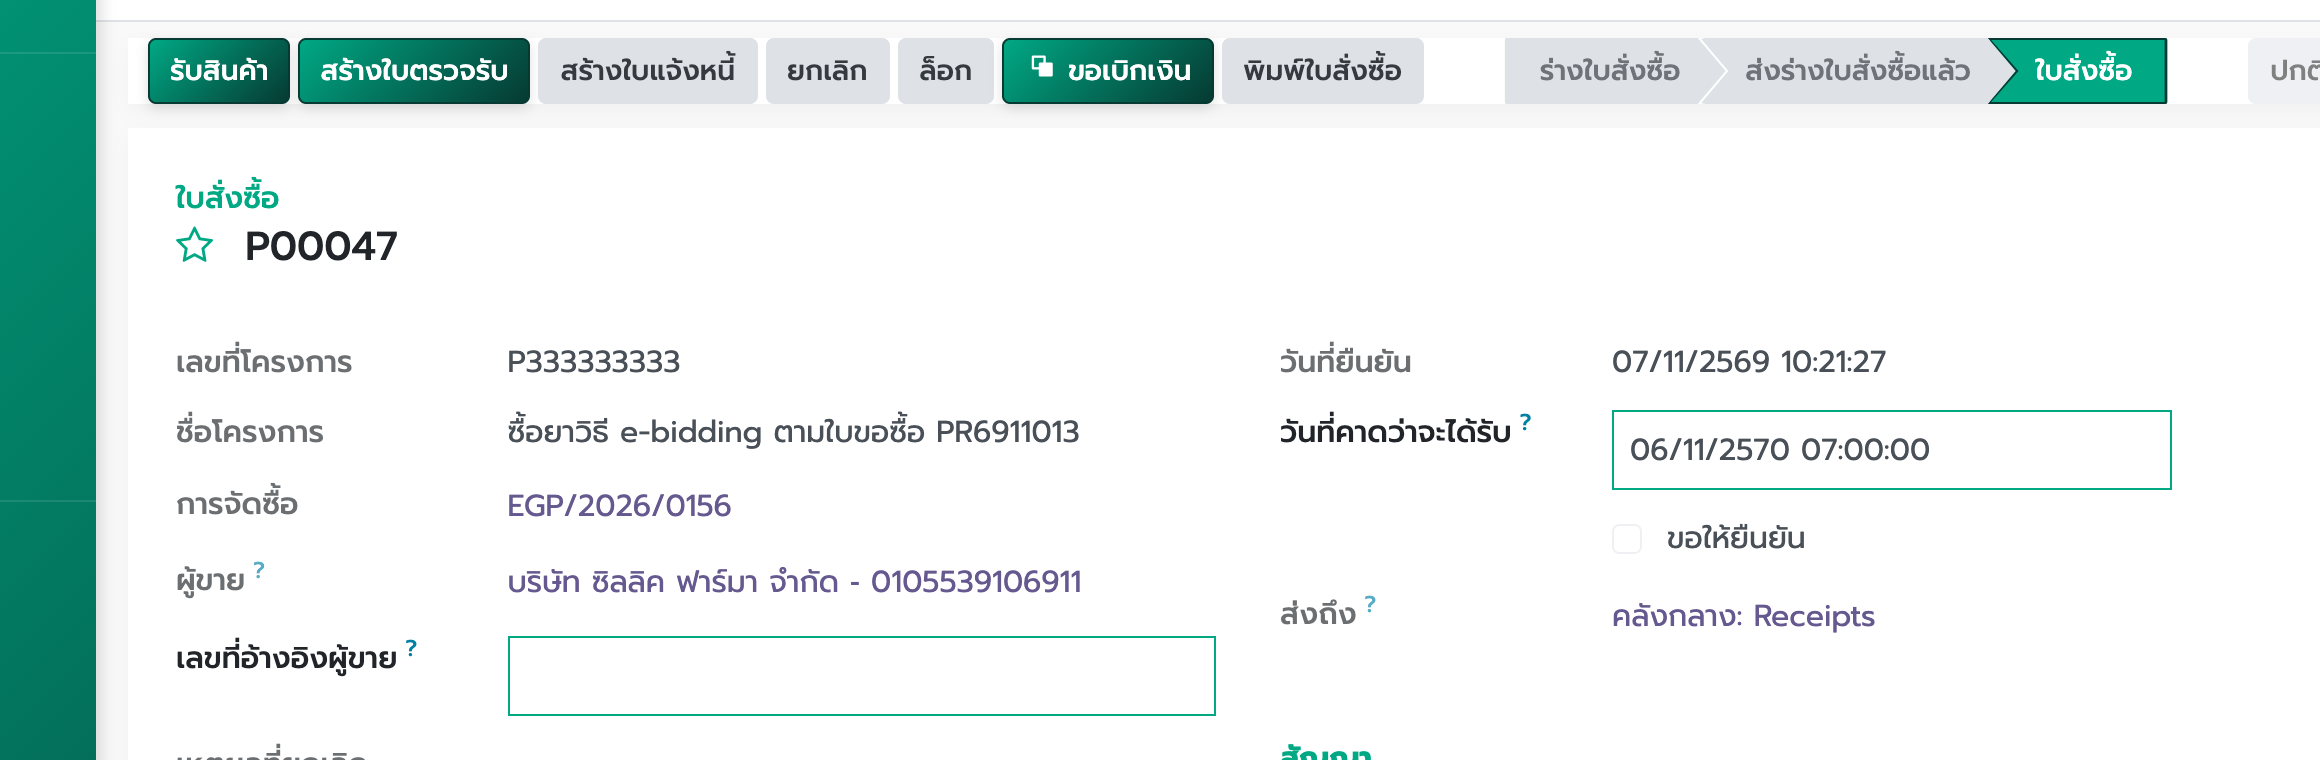 รับสินค้า สร้างใบตรวจรับ สร้างใบแจ้งหนี้ ยกเลิก ล็อก ขอเบิกเงิน พิมพ์ใบสั่งซื้อ ร่างใบสั่งซื้อ ส่งร่างใบสั่งซื้อแล้ว ใบสั่งซื้อ
ใบสั่งซื้อ
P00047
เลขที่โครงการ P333333333
ชื่อโครงการ ซื้อยาวิธี e-bidding ตามใบขอซื้อ PR6911013
การจัดซื้อ EGP/2026/0156
ผู้ขาย ? บริษัท ซิลลิค ฟาร์มา จำกัด - 0105539106911
เลขที่อ้างอิงผู้ขาย ?
วันที่ยืนยัน 07/11/2569 10:21:27
วันที่คาดว่าจะได้รับ ? 06/11/2570 07:00:00
ขอให้ยืนยัน
ส่งถึง ? คลังกลาง: Receipts
สัญญา